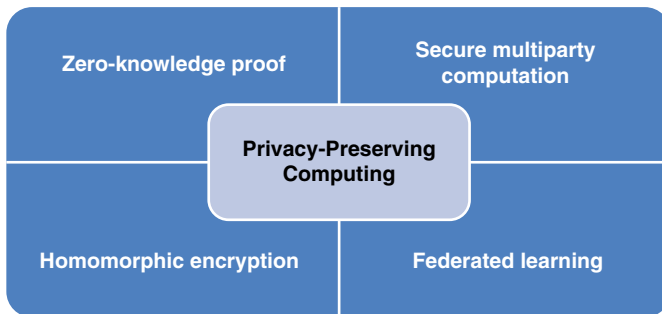 Zero-knowledge proof
Secure multiparty
computation
Privacy-Preserving
Computing
Homomorphic encryption
Federated learning